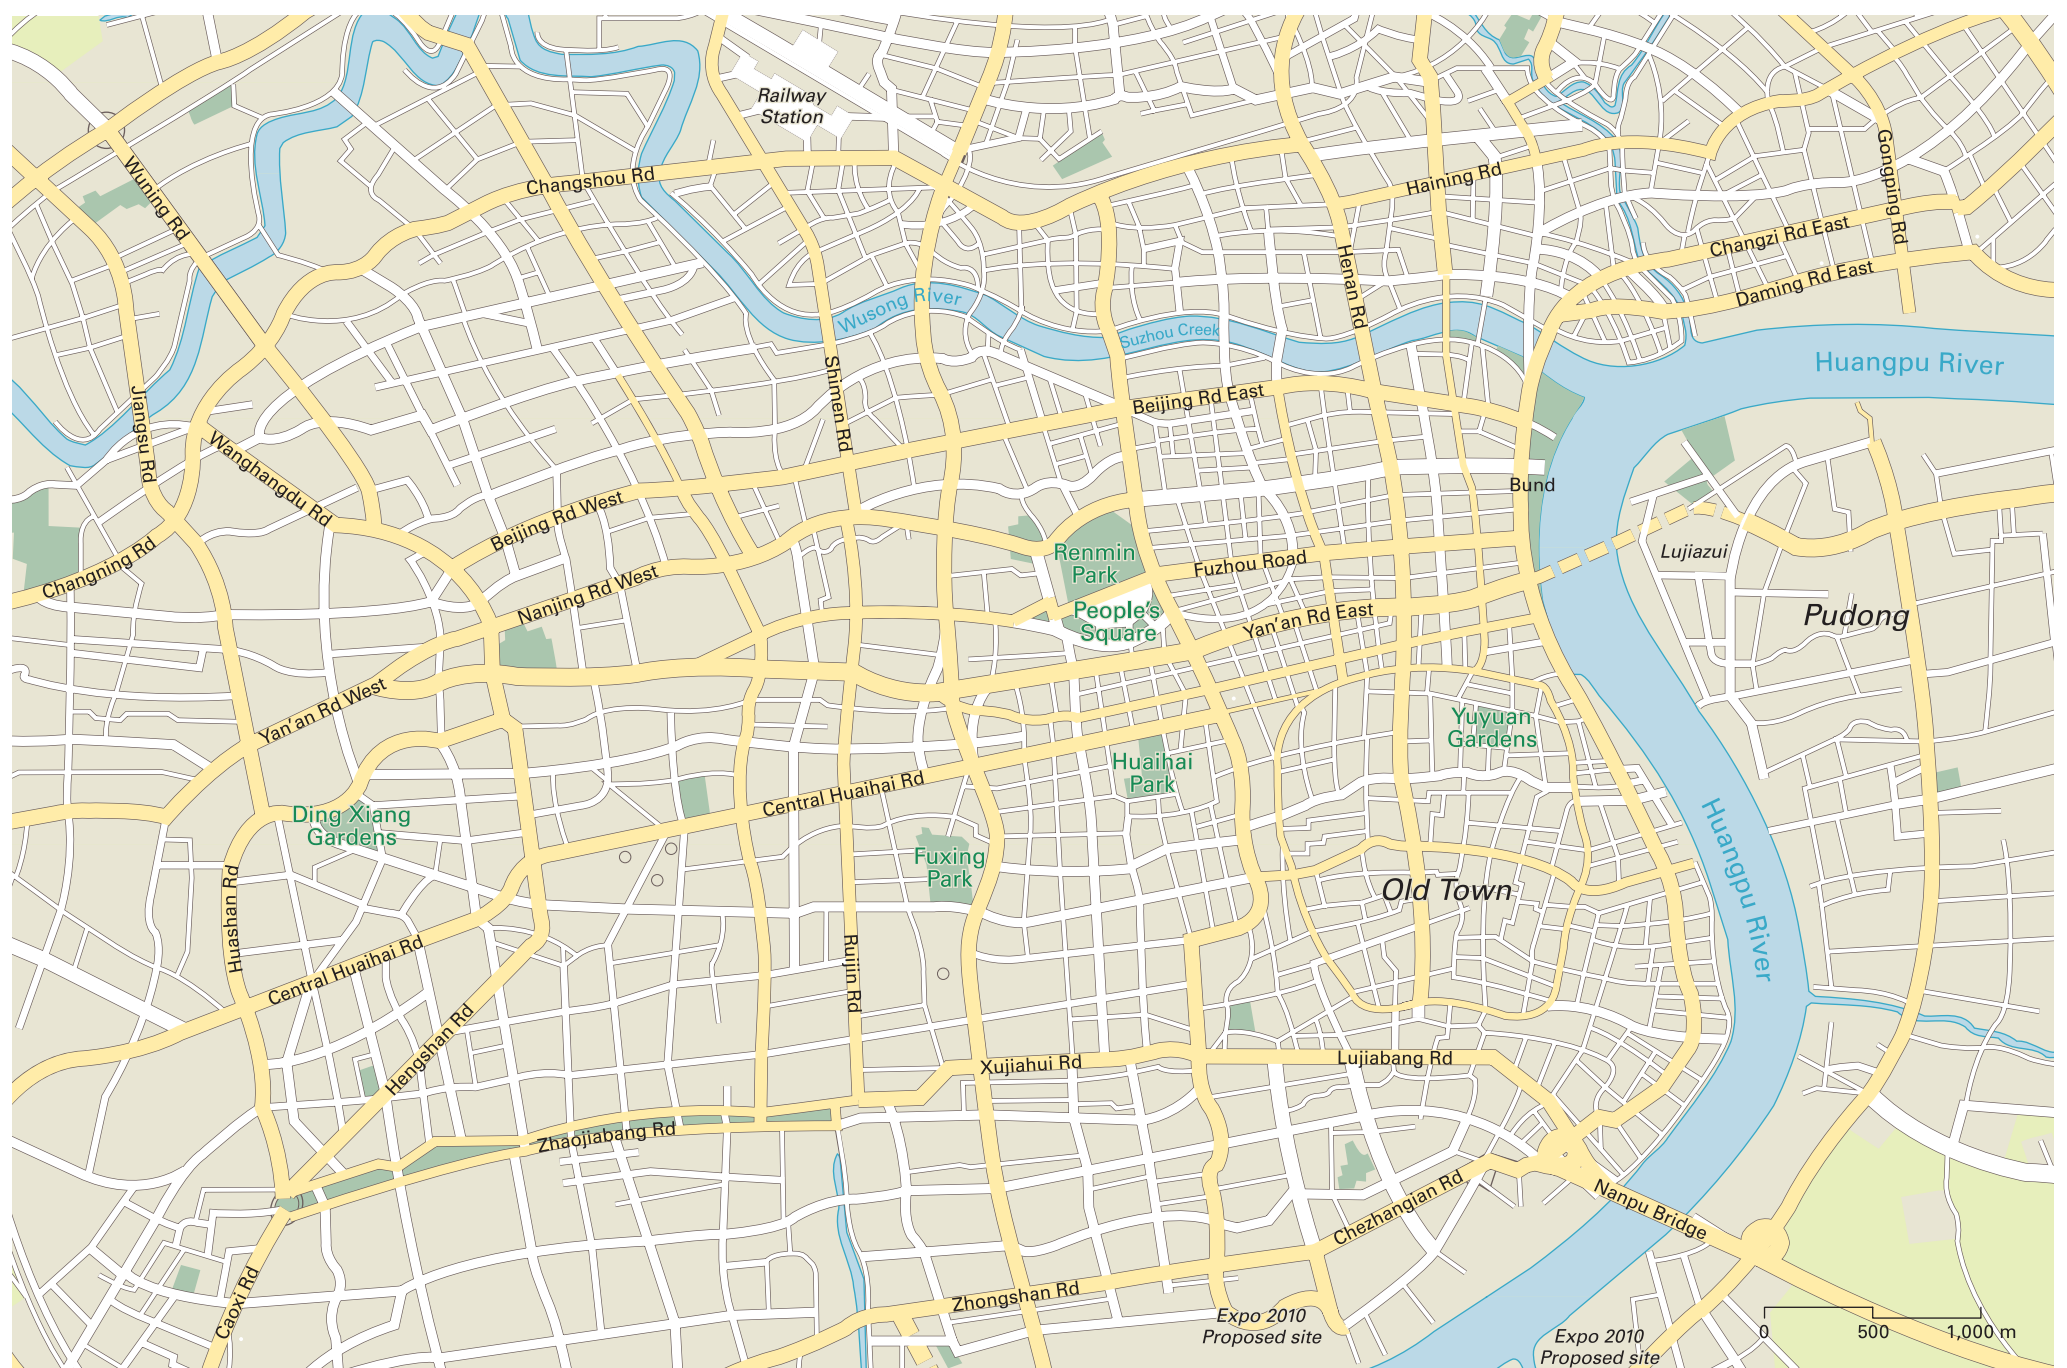 Railway
Station
Gongping Rd
Wuning Rd
Changshou Rd
Haining Rd
Changzi Rd East
Daming Rd East
Henan Rd
Wusong River
Suzhou Creek
Huangpu River
Shimen Rd
Jiangsu Rd
Beijing Rd East
Wanghangdu Rd
Bund
Beijing Rd West
Renmin
Park
Fuzhou Road
Lujiazui
Changning Rd
Nanjing Rd West
People's
Square
Yan'an Rd East
Pudong
Yan'an Rd West
Yuyuan
Gardens
Huaihai
Park
Central Huaihai Rd
Ding Xiang
Gardens
Fuxing
Park
Old Town
Huangpu River
Huashan Rd
Central Huaihai Rd
Ruijin Rd
Hengshan Rd
Xujiahui Rd
Lujiabang Rd
Zhaojiabang Rd
Chezhangian Rd
Nanpu Bridge
Caoxi Rd
Zhongshan Rd
Expo 2010
Proposed site
Expo 2010
Proposed site
0 500 1,000 m